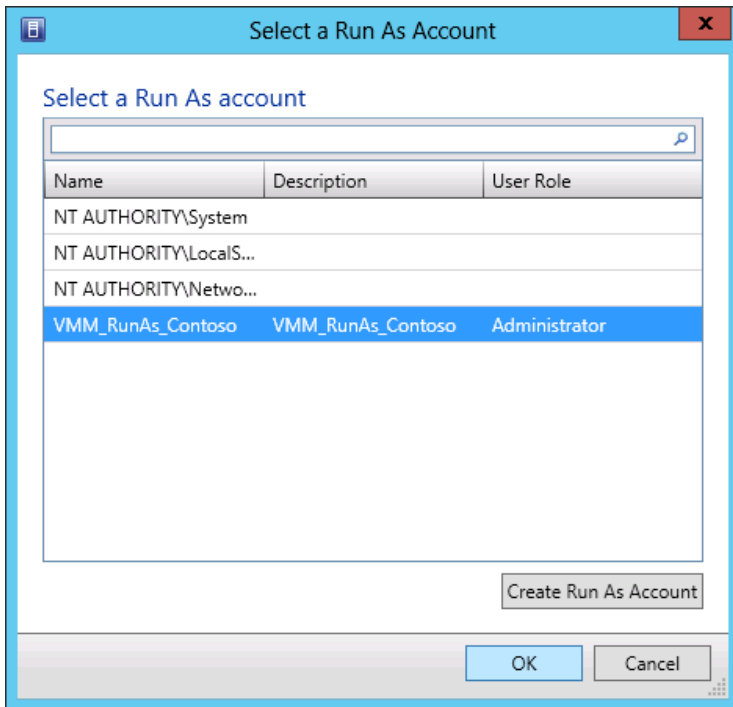 Select a Run As Account
x
Select a Run As account
Name Description User Role
NT AUTHORITY\System
NT AUTHORITY\LocalS...
NT AUTHORITY\Netwo...
VMM_RunAs_Contoso VMM_RunAs_Contoso Administrator
Create Run As Account
OK Cancel